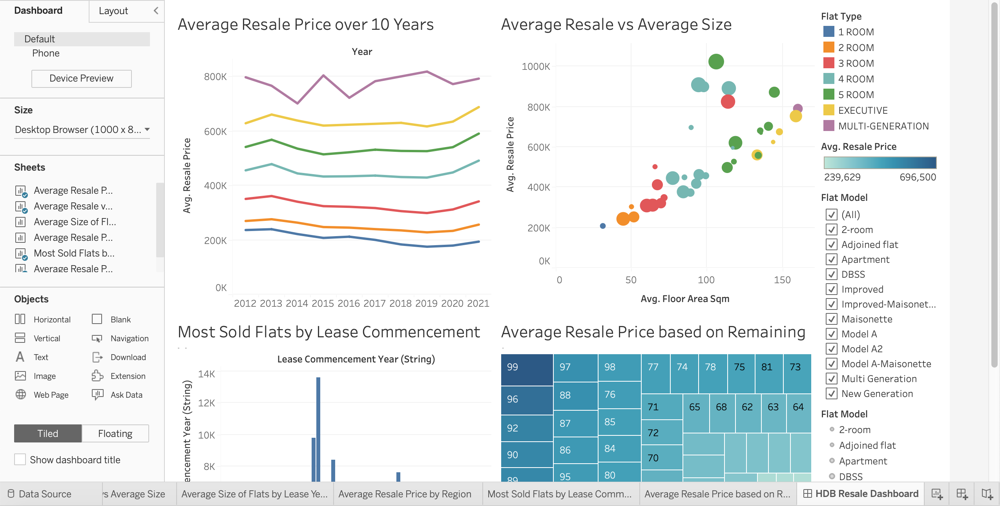 Dashboard
Layout
Default
Phone
Device Preview
Size
Desktop Browser (1000 x 8...
Sheets
Average Resale P...
Average Resale v...
Average Size of Fl...
Average Resale P...
Most Sold Flats b...
Average Resale P...
Objects
Horizontal
Blank
Vertical
Navigation
Text
Download
Image
Extension
Web Page
Ask Data
Tiled
Floating
Show dashboard title
Average Resale Price over 10 Years
Year
Avg. Resale Price
800K
600K
400K
200K
0K
2012 2013 2014 2015 2016 2017 2018 2019 2020 2021
Average Resale vs Average Size
Avg. Resale Price
1000K
800K
600K
400K
200K
0K
0 50 100 150
Avg. Floor Area Sqm
Most Sold Flats by Lease Commencement
Lease Commencement Year (String)
encement Year (String)
14K
12K
10K
8K
Average Resale Price based on Remaining
99 97 98 77 74 78 75 81 73
96 88 76 71 65 68 62 63 64
92 87 85 72
90 86 84 70
89 95 80
Flat Type
1 ROOM
2 ROOM
3 ROOM
4 ROOM
5 ROOM
EXECUTIVE
MULTI-GENERATION
Avg. Resale Price
239,629 696,500
Flat Model
(All)
2-room
Adjoined flat
Apartment
DBSS
Improved
Improved-Maisonet...
Maisonette
Model A
Model A2
Model A-Maisonette
Multi Generation
New Generation
Flat Model
2-room
Adjoined flat
Apartment
DBSS
Data Source
vs Average Size
Average Size of Flats by Lease Ye...
Average Resale Price by Region
Most Sold Flats by Lease Comm...
Average Resale Price based on R...
HDB Resale Dashboard